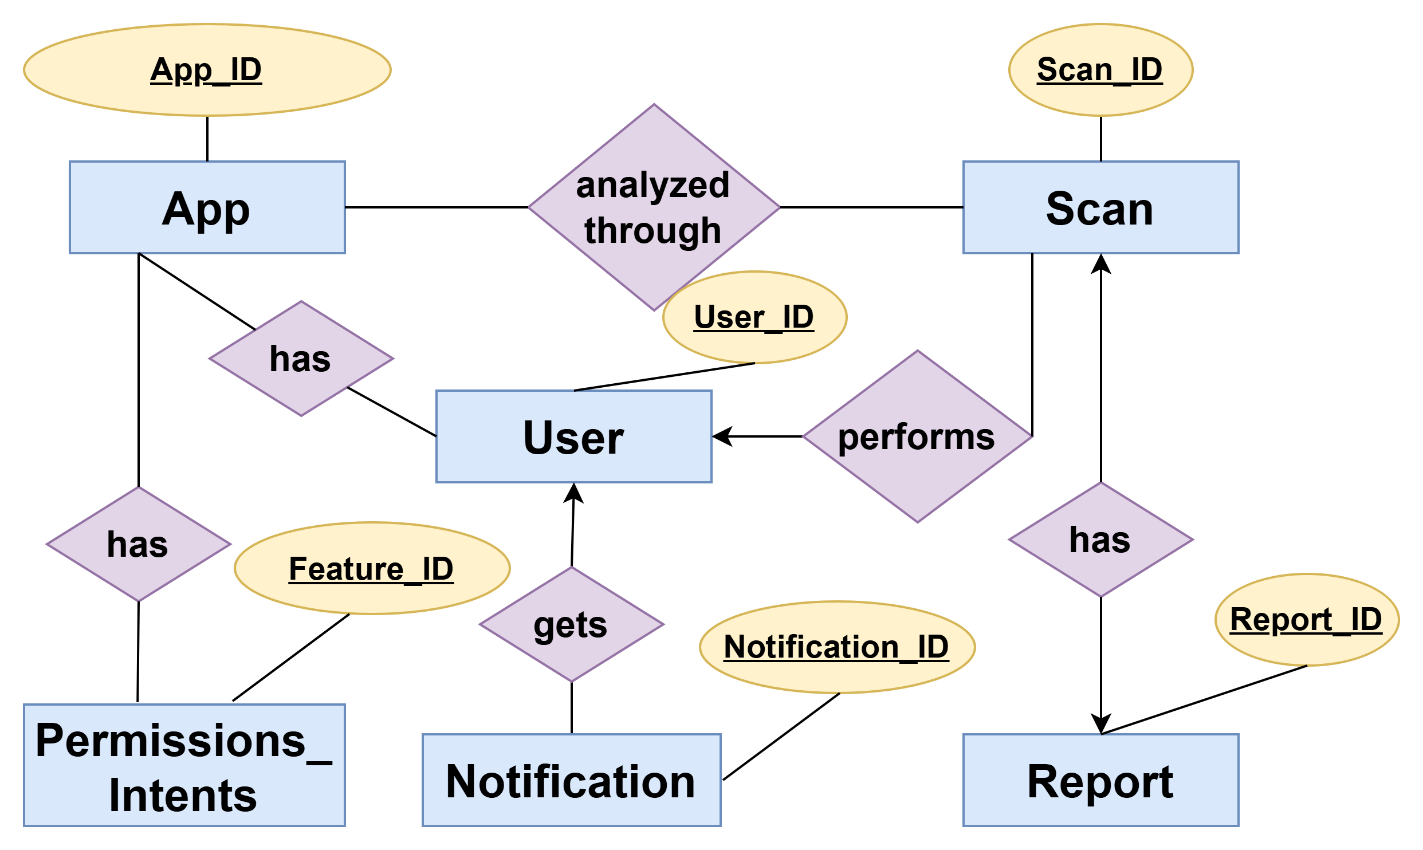 App_ID
Scan_ID
App
analyzed
through
Scan
User_ID
has
User
performs
has
Feature_ID
gets
has
Notification_ID
Report_ID
Permissions_
Intents
Notification
Report